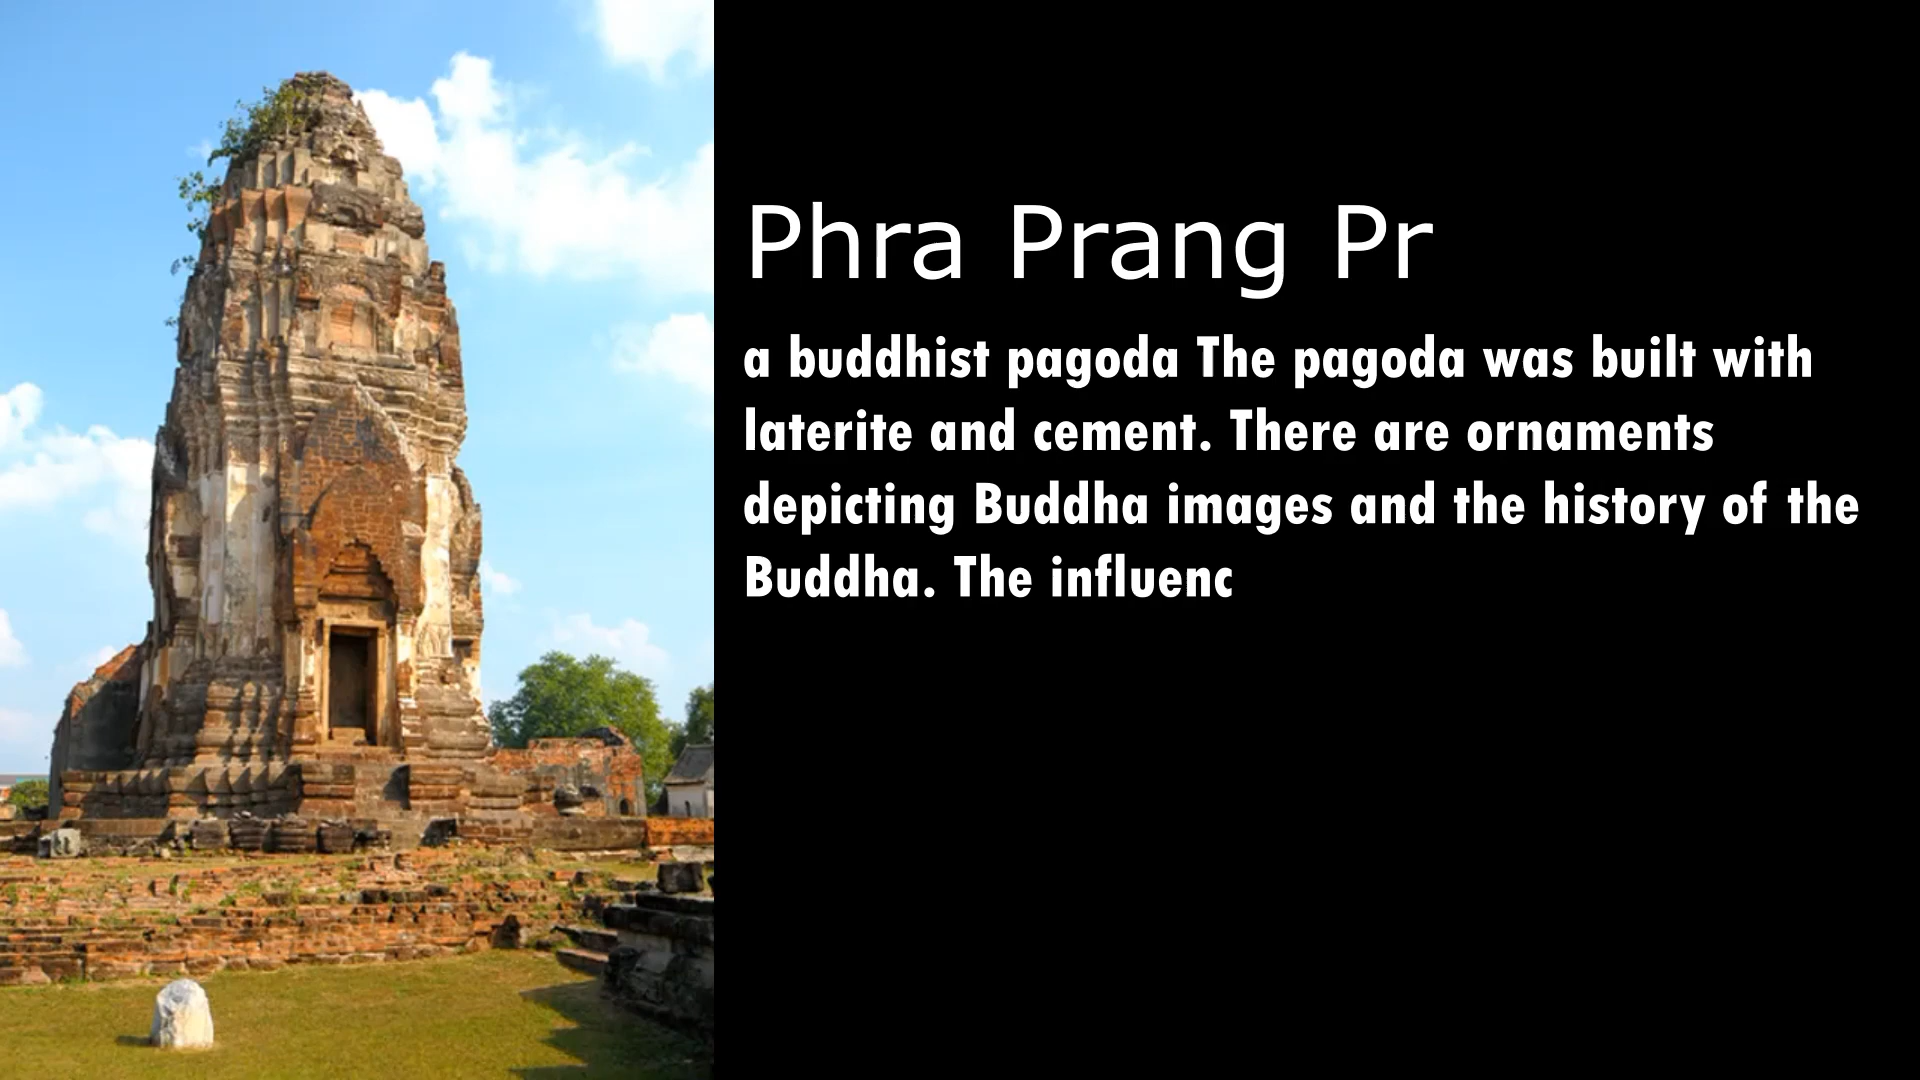 Phra Prang Pr
a buddhist pagoda The pagoda was built with
laterite and cement. There are ornaments
depicting Buddha images and the history of the
Buddha. The influenc